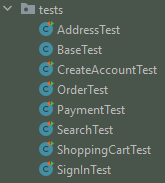 tests
AddressTest
BaseTest
CreateAccountTest
OrderTest
PaymentTest
SearchTest
ShoppingCartTest
SignInTest